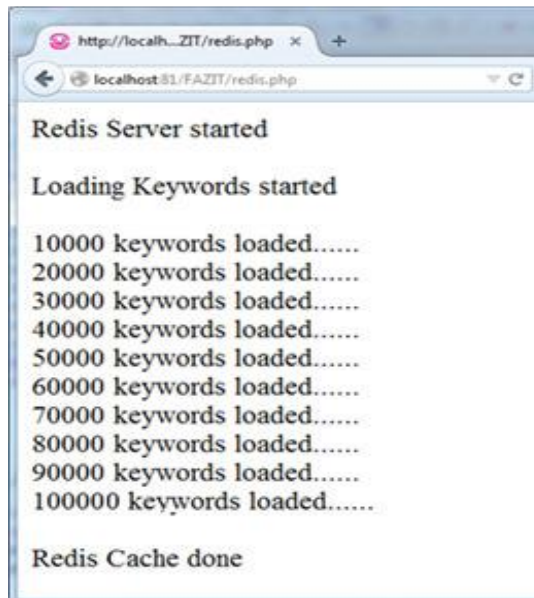 http://localh...ZIT/redis.php × +
localhost:81/FAZIT/redis.php
Redis Server started
Loading Keywords started
10000 keywords loaded......
20000 keywords loaded......
30000 keywords loaded......
40000 keywords loaded......
50000 keywords loaded......
60000 keywords loaded......
70000 keywords loaded......
80000 keywords loaded......
90000 keywords loaded......
100000 keywords loaded......
Redis Cache done